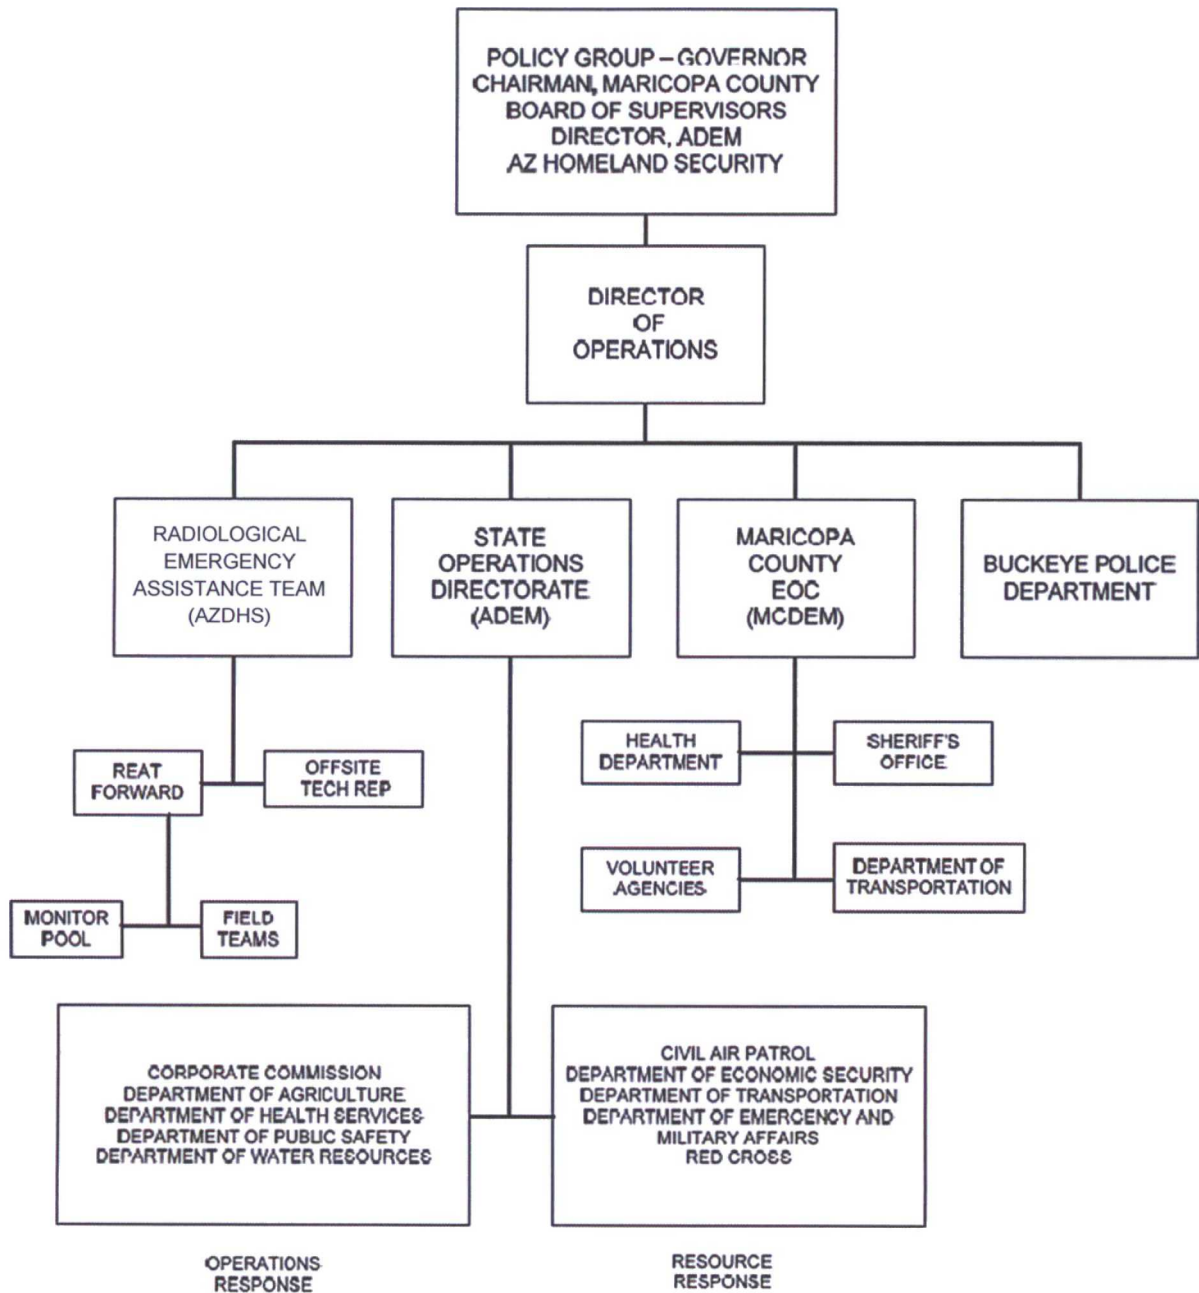 POLICY GROUP – GOVERNOR
CHAIRMAN, MARICOPA COUNTY
BOARD OF SUPERVISORS
DIRECTOR, ADEM
AZ HOMELAND SECURITY
DIRECTOR
OF
OPERATIONS
RADIOLOGICAL
EMERGENCY
ASSISTANCE TEAM
(AZDHS)
STATE
OPERATIONS
DIRECTORATE
(ADEM)
MARICOPA
COUNTY
EOC
(MCDEM)
BUCKEYE POLICE
DEPARTMENT
REAT
FORWARD
OFFSITE
TECH REP
HEALTH
DEPARTMENT
SHERIFF'S
OFFICE
MONITOR
POOL
FIELD
TEAMS
VOLUNTEER
AGENCIES
DEPARTMENT OF
TRANSPORTATION
CORPORATE COMMISSION
DEPARTMENT OF AGRICULTURE
DEPARTMENT OF HEALTH SERVICES
DEPARTMENT OF PUBLIC SAFETY
DEPARTMENT OF WATER RESOURCES
CIVIL AIR PATROL
DEPARTMENT OF ECONOMIC SECURITY
DEPARTMENT OF TRANSPORTATION
DEPARTMENT OF EMERGENCY AND
MILITARY AFFAIRS
RED CROSS
OPERATIONS
RESPONSE
RESOURCE
RESPONSE